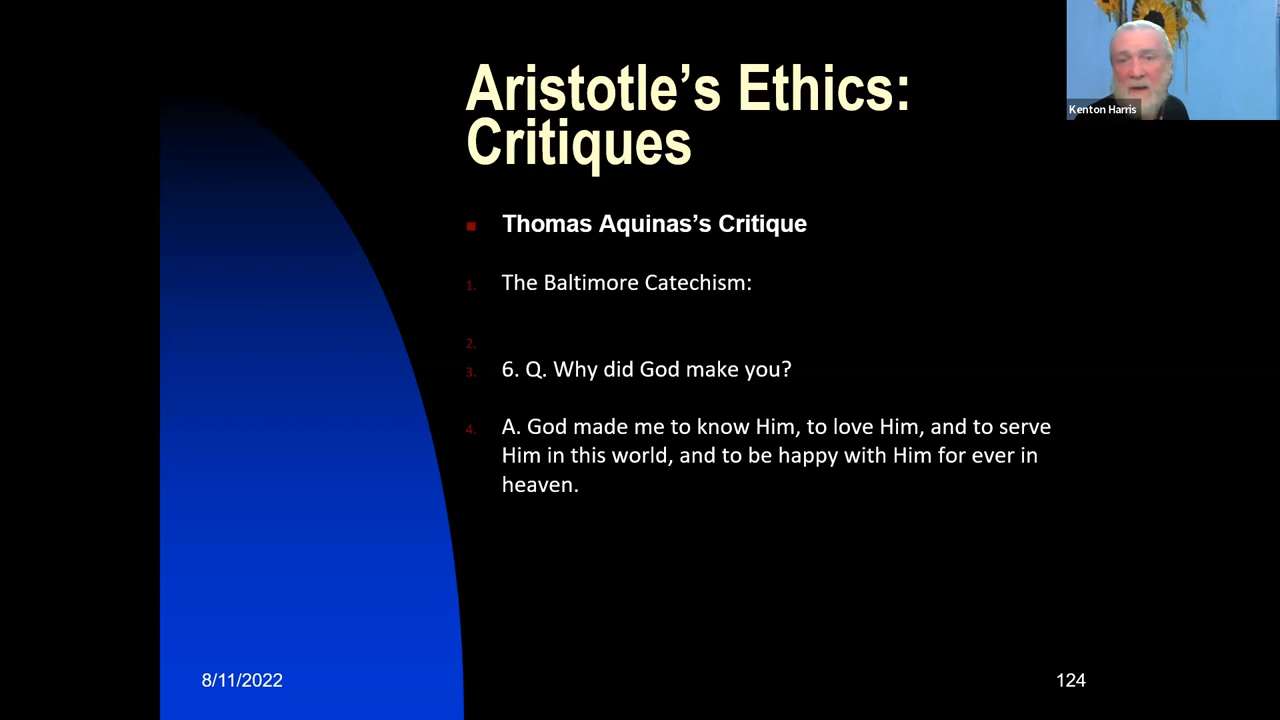 Aristotle’s Ethics:
Critiques
Kenton Harris
■ Thomas Aquinas’s Critique
1. The Baltimore Catechism:
2.
3. 6. Q. Why did God make you?
4. A. God made me to know Him, to love Him, and to serve
Him in this world, and to be happy with Him for ever in
heaven.
8/11/2022
124